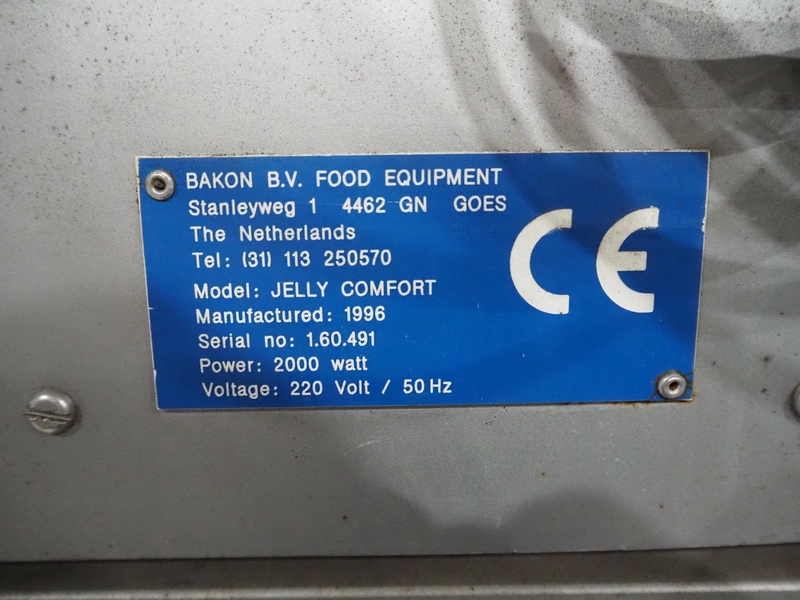 BAKON B.V. FOOD EQUIPMENT
Stanleyweg 1 4462 GN GOES
The Netherlands
Tel: (31) 113 250570
Model: JELLY COMFORT
Manufactured: 1996
Serial no: 1.60.491
Power: 2000 watt
Voltage: 220 Volt / 50 Hz
CE